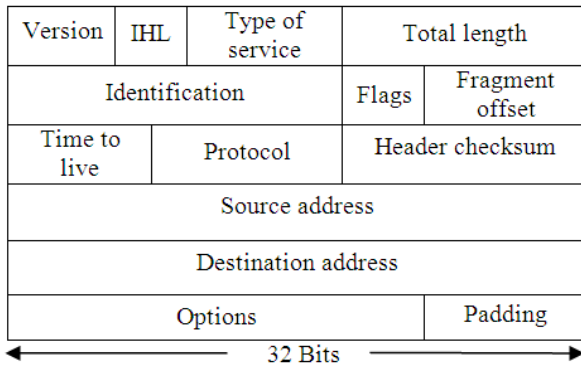 Version IHL Type of service Total length
Identification Flags Fragment offset
Time to live Protocol Header checksum
Source address
Destination address
Options Padding
32 Bits